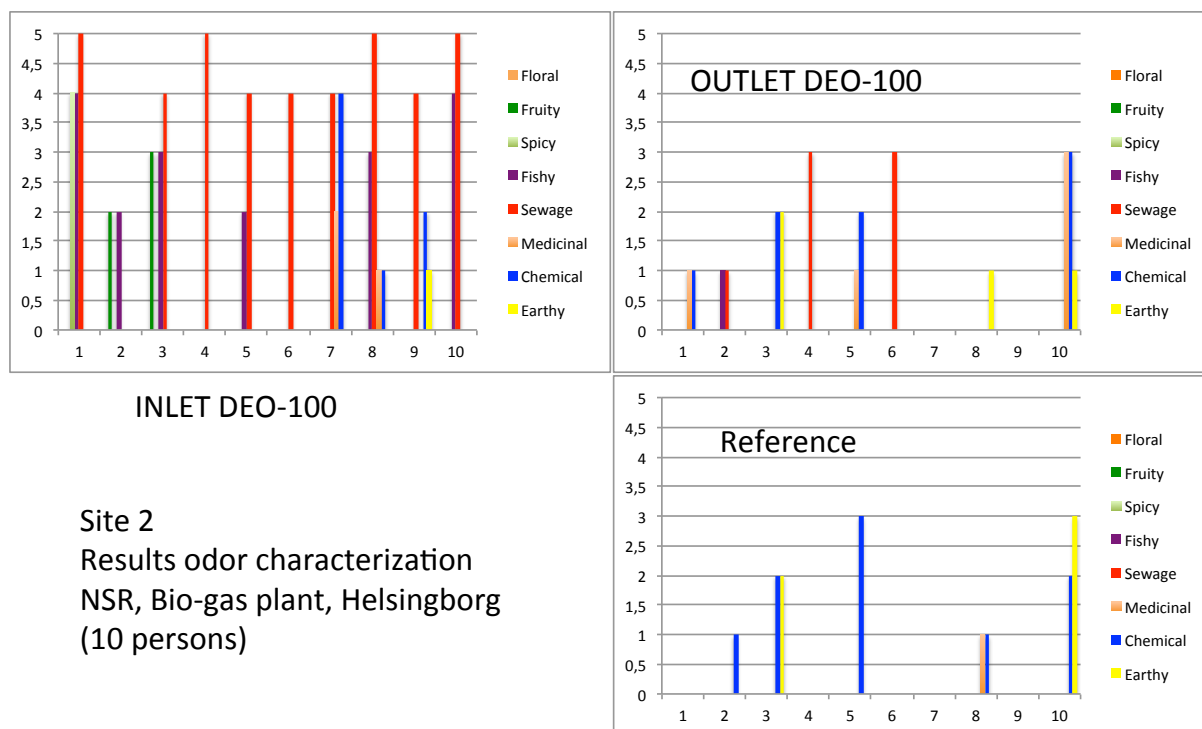 5
4,5
4
3,5
3
2,5
2
1,5
1
0,5
0
1 2 3 4 5 6 7 8 9 10
Floral
Fruity
Spicy
Fishy
Sewage
Medicinal
Chemical
Earthy
INLET DEO-100
OUTLET DEO-100
5
4,5
4
3,5
3
2,5
2
1,5
1
0,5
0
1 2 3 4 5 6 7 8 9 10
Floral
Fruity
Spicy
Fishy
Sewage
Medicinal
Chemical
Earthy
Site 2
Results odor characterization
NSR, Bio-gas plant, Helsingborg
(10 persons)
Reference
5
4,5
4
3,5
3
2,5
2
1,5
1
0,5
0
1 2 3 4 5 6 7 8 9 10
Floral
Fruity
Spicy
Fishy
Sewage
Medicinal
Chemical
Earthy